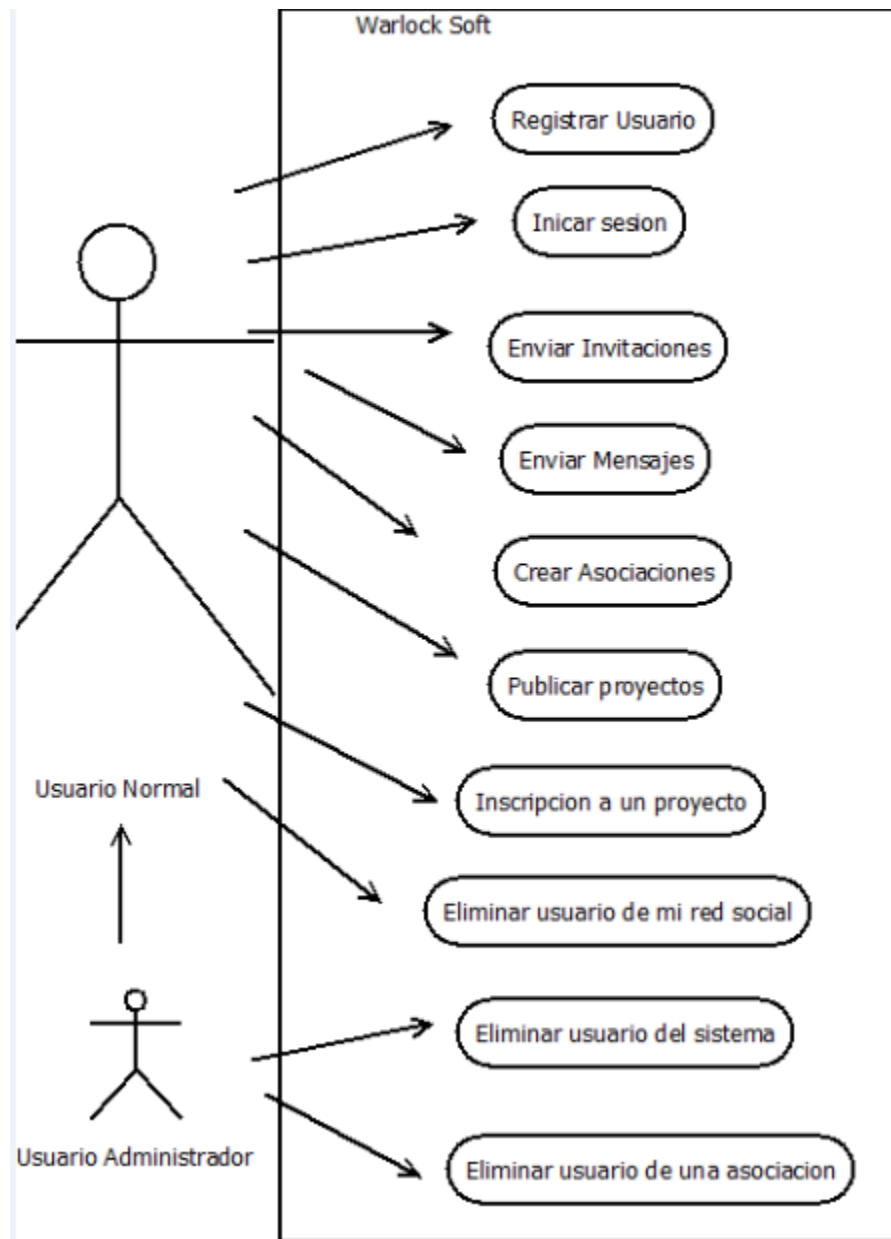 Warlock Soft
Registrar Usuario
Inicar sesion
Enviar Invitaciones
Enviar Mensajes
Crear Asociaciones
Publicar proyectos
Usuario Normal
Inscripcion a un proyecto
Eliminar usuario de mi red social
Eliminar usuario del sistema
Usuario Administrador
Eliminar usuario de una asociacion